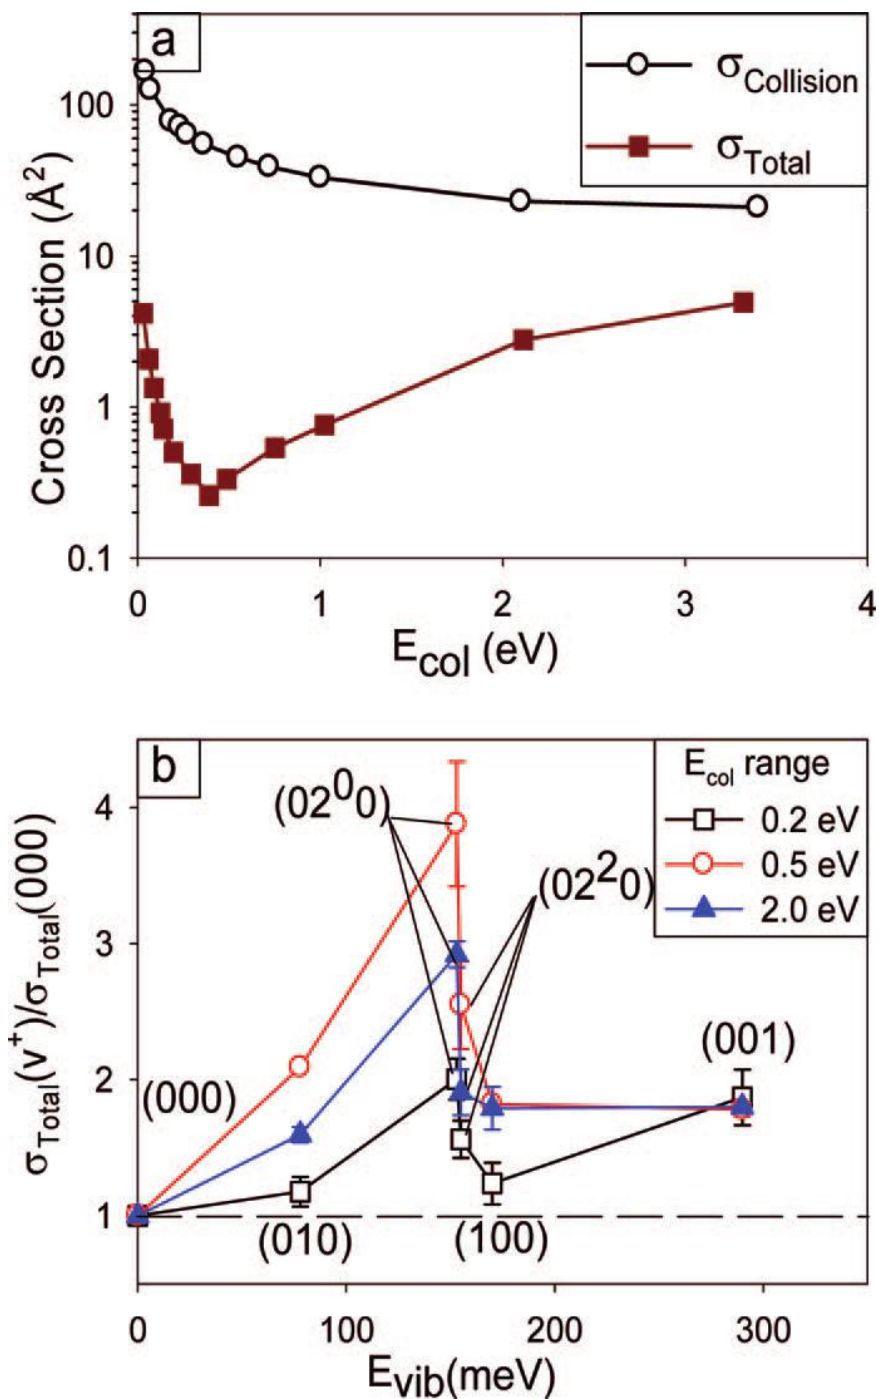 a
σCollision
σTotal
100
10
1
0.1
Cross Section (Å²)
0 1 2 3 4
Ecol (eV)
b
Ecol range
0.2 eV
0.5 eV
2.0 eV
(02⁰0)
(02²0)
(000)
(001)
(010)
(100)
4
3
2
1
σTotal(v⁺)/σTotal(000)
0 100 200 300
Evib(meV)